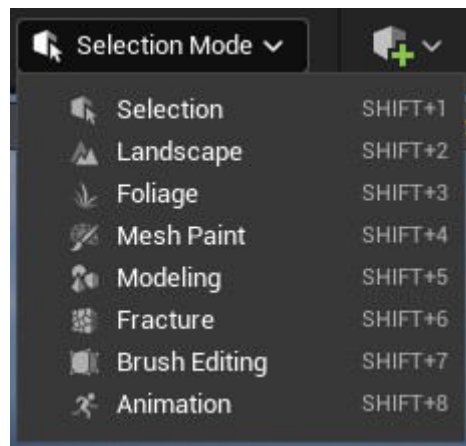 Selection Mode
Selection SHIFT+1
Landscape SHIFT+2
Foliage SHIFT+3
Mesh Paint SHIFT+4
Modeling SHIFT+5
Fracture SHIFT+6
Brush Editing SHIFT+7
Animation SHIFT+8